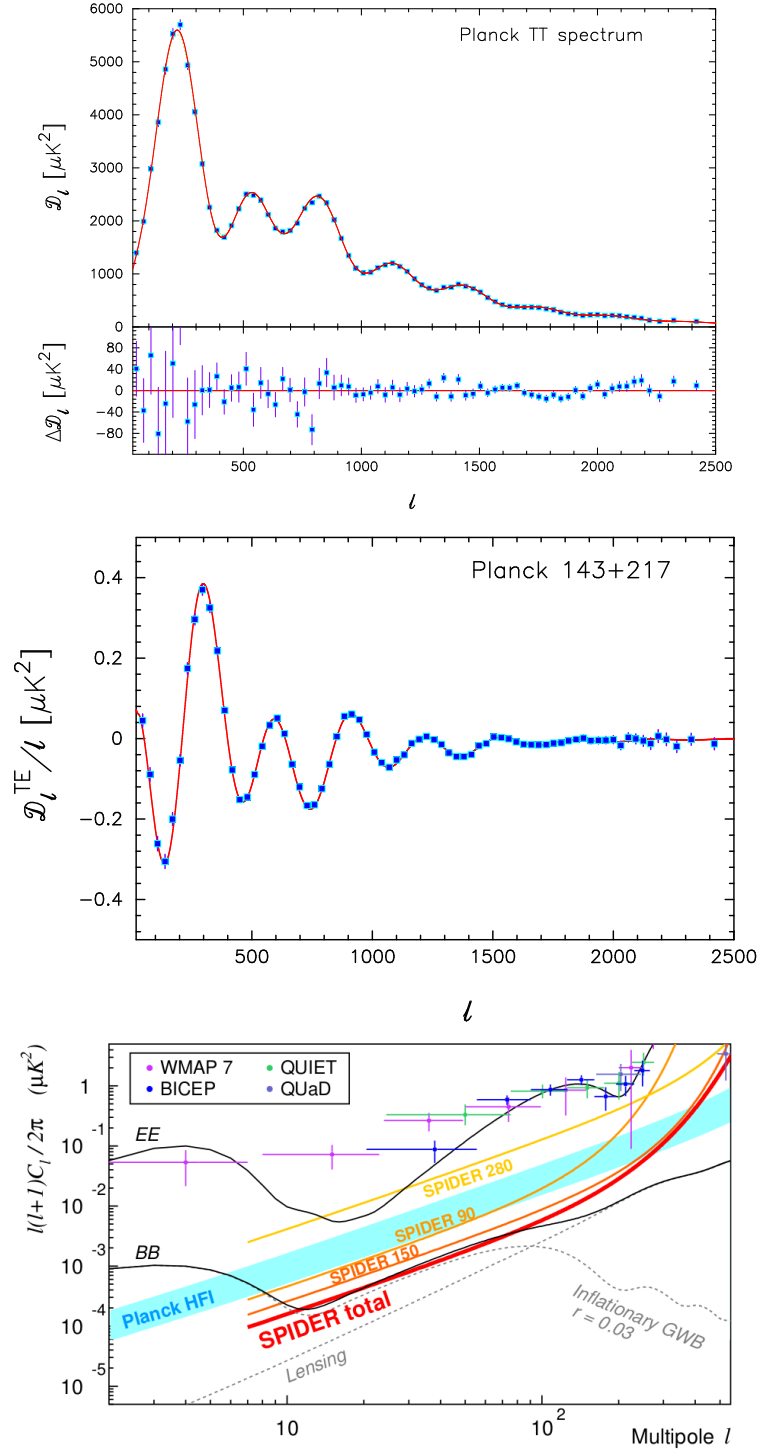 6000
5000
4000
3000
2000
1000
0
𝒟ℓ [μK²]
Planck TT spectrum
80
40
0
−40
−80
Δ𝒟ℓ [μK²]
500 1000 1500 2000 2500
ℓ
0.4
0.2
0
−0.2
−0.4
𝒟ℓ^TE/ℓ [μK²]
Planck 143+217
500 1000 1500 2000 2500
ℓ
l(l+1)C_l/2π (μK²)
WMAP 7 QUIET
BICEP QUaD
1
10⁻¹
10⁻²
10⁻³
10⁻⁴
10⁻⁵
EE
BB
SPIDER 280
SPIDER 90
SPIDER 150
Planck HFI
SPIDER total
Lensing
Inflationary GWB
r = 0.03
10 10²
Multipole l